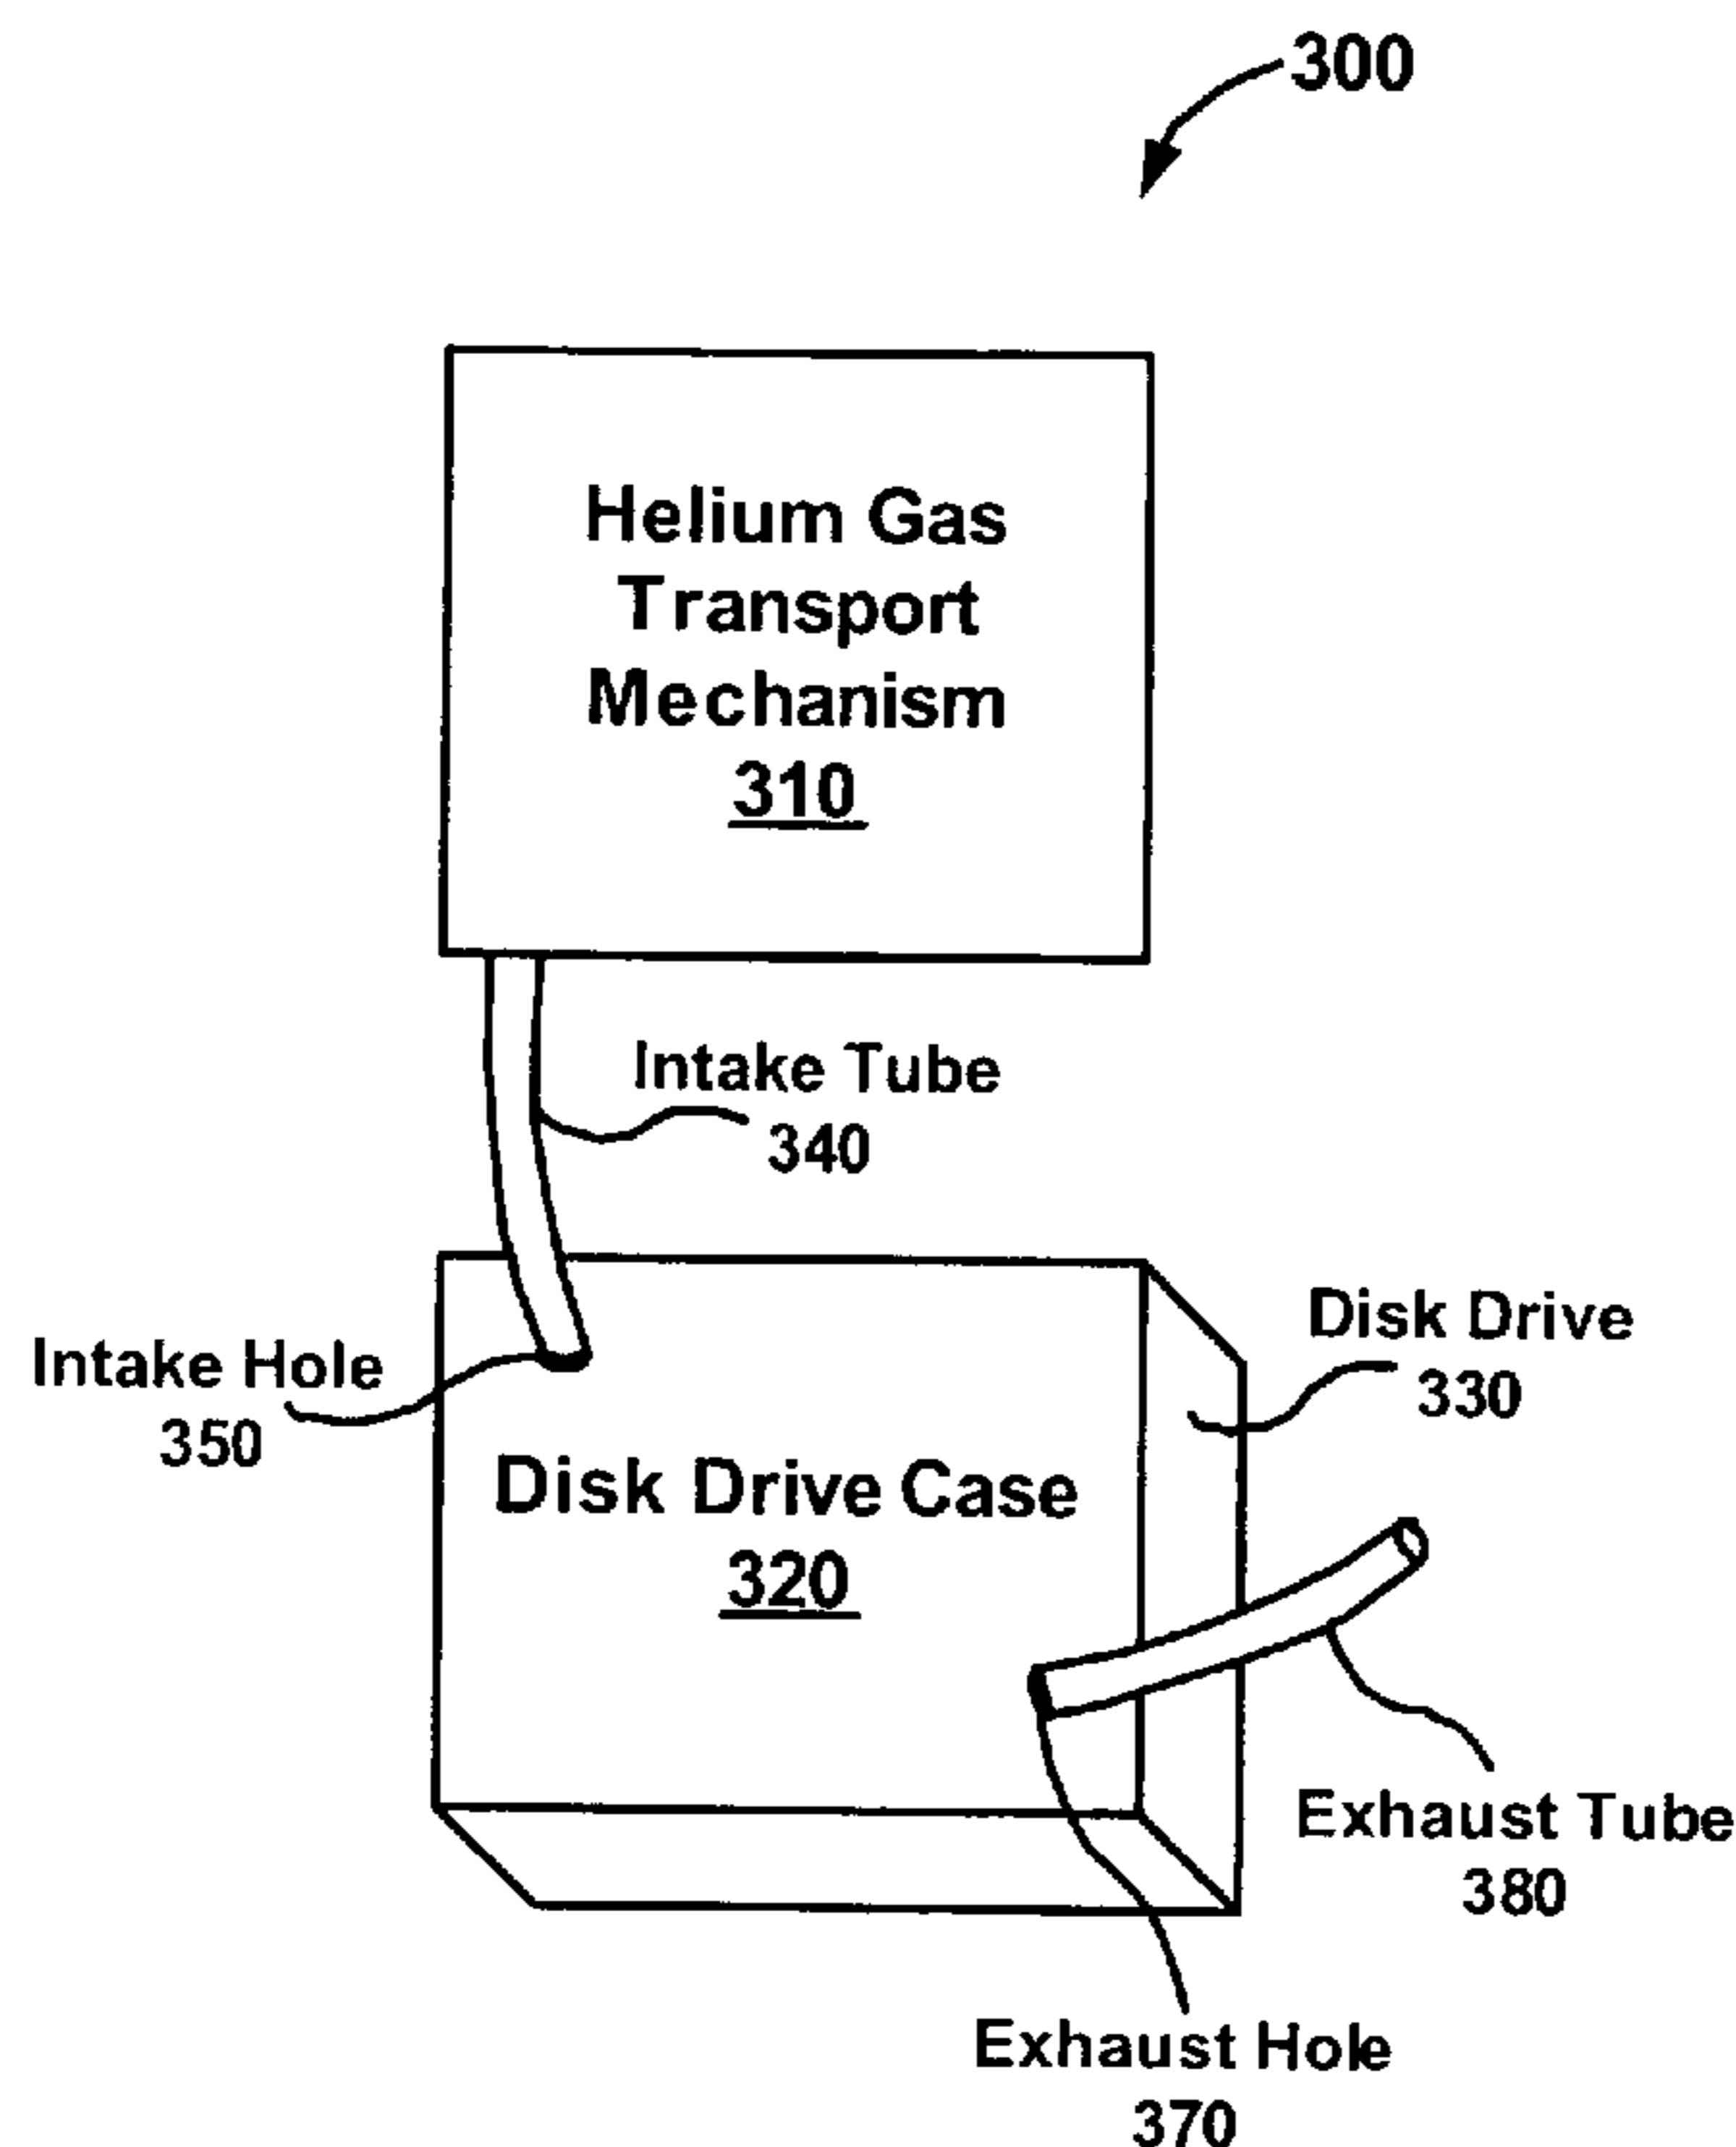 300
Helium Gas
Transport
Mechanism
310
Intake Tube
340
Disk Drive
330
Intake Hole
350
Disk Drive Case
320
Exhaust Tube
380
Exhaust Hole
370